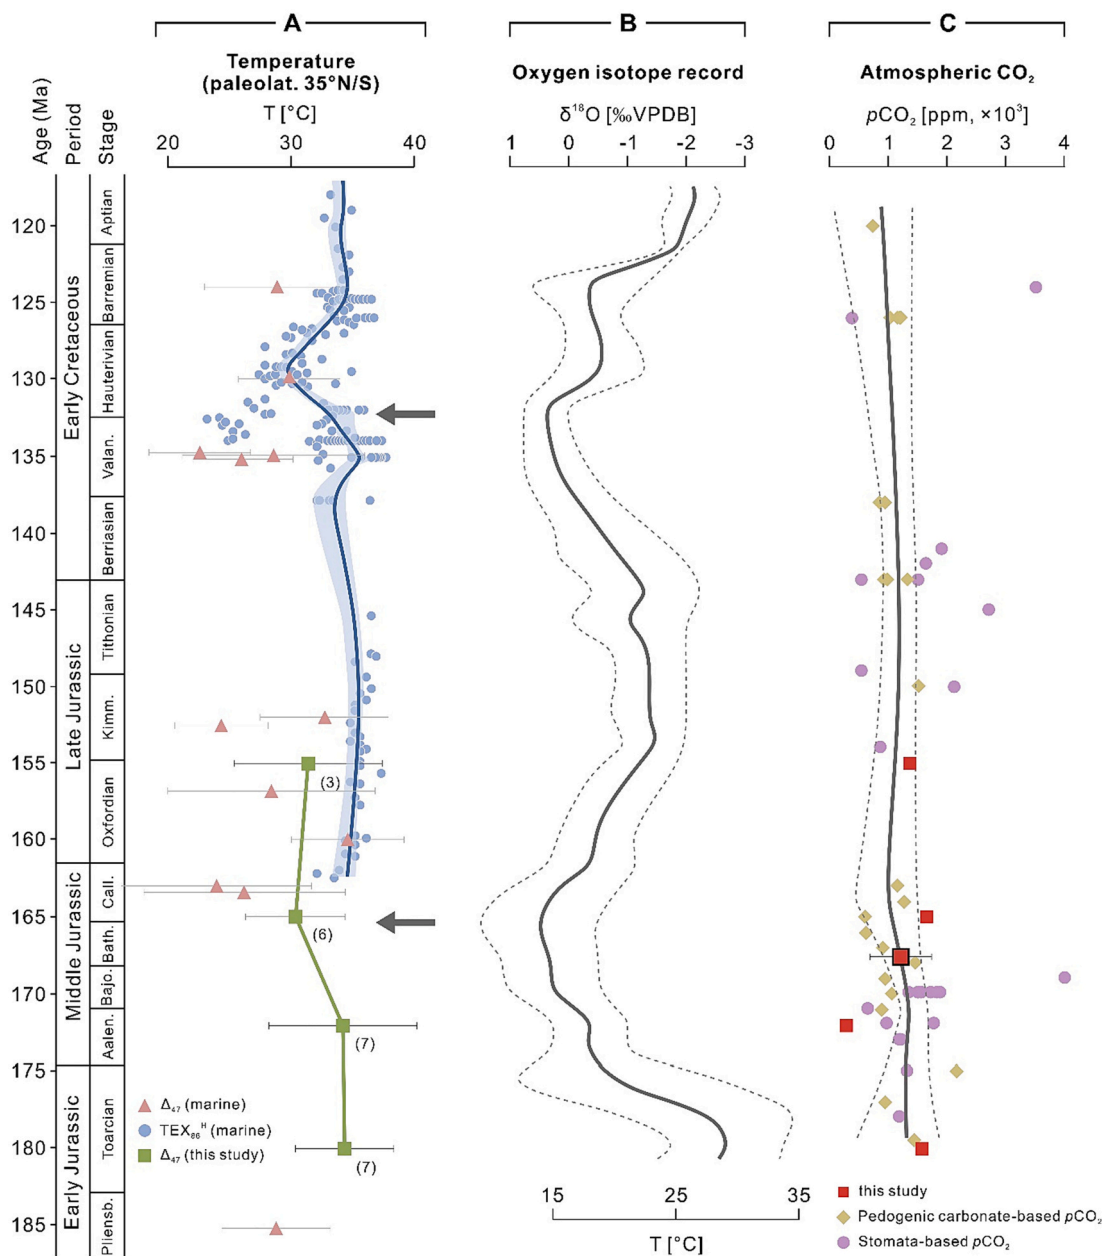 A
B
C
Temperature
(paleolat. 35°N/S)
Oxygen isotope record
Atmospheric CO₂
Age (Ma)
Period
Stage
T [°C]
δ¹⁸O [‰VPDB]
pCO₂ [ppm, ×10³]
20 30 40
1 0 -1 -2 -3
0 1 2 3 4
120
125
130
135
140
145
150
155
160
165
170
175
180
185
Early Cretaceous
Late Jurassic
Middle Jurassic
Early Jurassic
Aptian
Barremian
Hauterivian
Valan.
Berriasian
Tithonian
Kimm.
Oxfordian
Call.
Bath.
Bajo.
Aalen.
Toarcian
Pliensb.
(3)
(6)
(7)
(7)
Δ₄₇ (marine)
TEX₈₆ᴴ (marine)
Δ₄₇ (this study)
15 25 35
T [°C]
this study
Pedogenic carbonate-based pCO₂
Stomata-based pCO₂